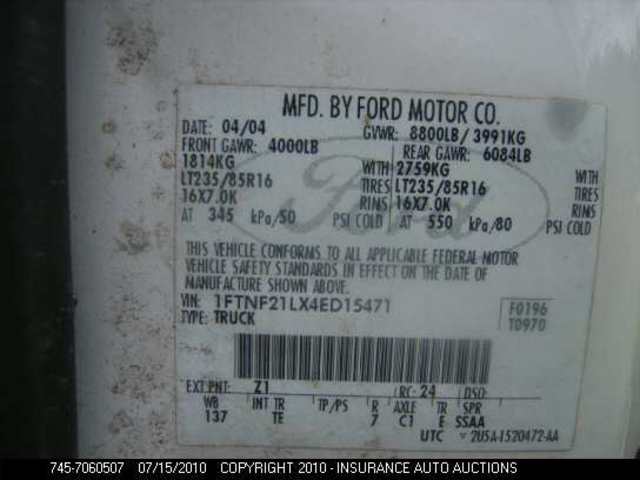 MFD. BY FORD MOTOR CO.
DATE: 04/04 GVWR: 8800LB/ 3991KG
FRONT GAWR: 4000LB REAR GAWR: 6084LB
1814KG WITH 2759KG WITH
LT235/85R16 TIRES LT235/85R16 TIRES
16X7.0K RIMS 16X7.0K RIMS
AT 345 kPa/50 PSI COLD AT 550 kPa/80 PSI COLD
Ford
THIS VEHICLE CONFORMS TO ALL APPLICABLE FEDERAL MOTOR
VEHICLE SAFETY STANDARDS IN EFFECT ON THE DATE OF
MANUFACTURE SHOWN ABOVE.
VIN: 1FTNF21LX4ED15471 F0196
TYPE: TRUCK T0970
EXT PNT: Z1 RC: 24 DSO:
WB INT TR TP/PS R AXLE TR SPR
137 TE 7 C1 E SSAA
UTC 2U5A-1520472-AA
745-7060507 07/15/2010 COPYRIGHT 2010 - INSURANCE AUTO AUCTIONS